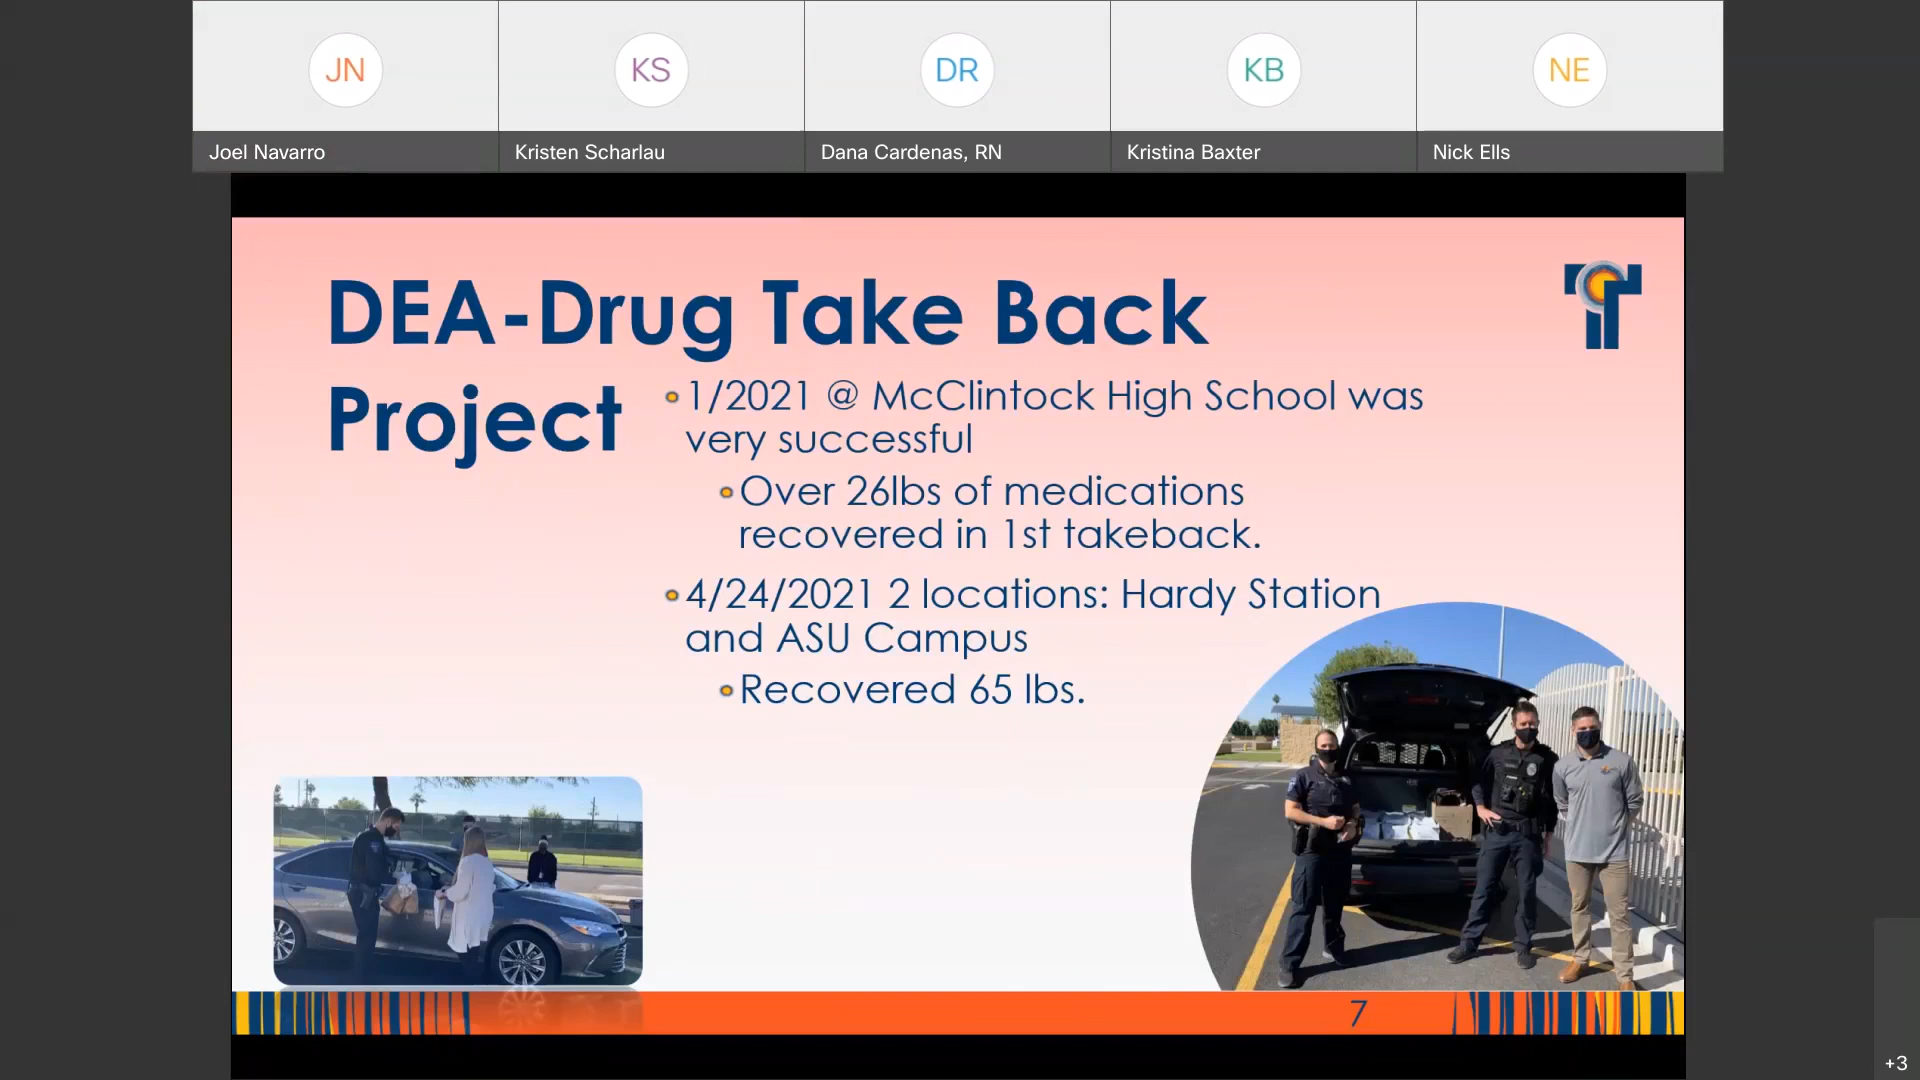 JN
KS
DR
KB
NE
Joel Navarro
Kristen Scharlau
Dana Cardenas, RN
Kristina Baxter
Nick Ells
DEA-Drug Take Back
Project
1/2021 @ McClintock High School was
very successful
Over 26lbs of medications
recovered in 1st takeback.
4/24/2021 2 locations: Hardy Station
and ASU Campus
Recovered 65 lbs.
7
+3